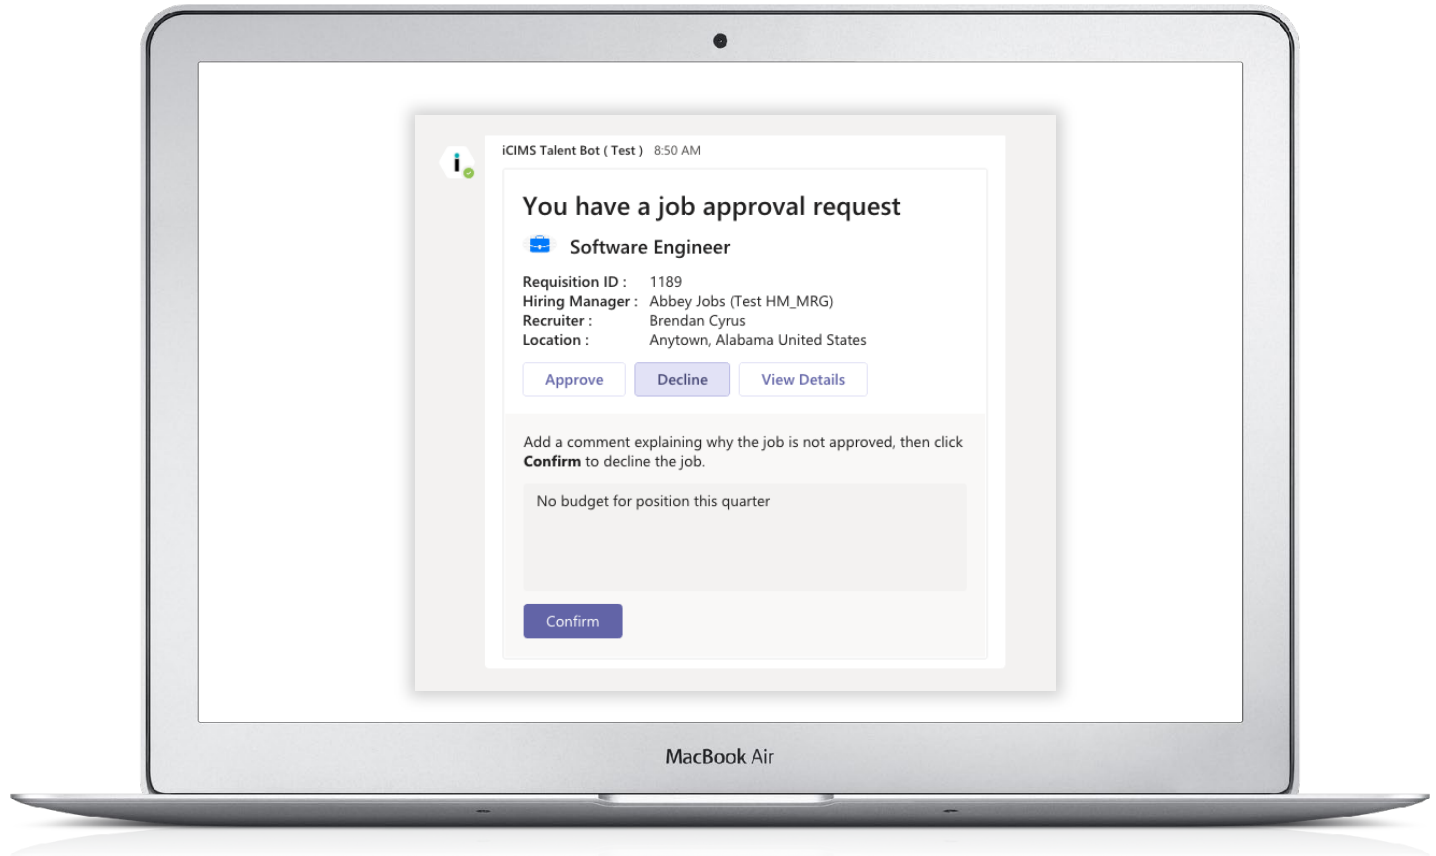 iCIMS Talent Bot ( Test ) 8:50 AM
You have a job approval request
Software Engineer
Requisition ID : 1189
Hiring Manager : Abbey Jobs (Test HM_MRG)
Recruiter : Brendan Cyrus
Location : Anytown, Alabama United States
Approve Decline View Details
Add a comment explaining why the job is not approved, then click
Confirm to decline the job.
No budget for position this quarter
Confirm
MacBook Air